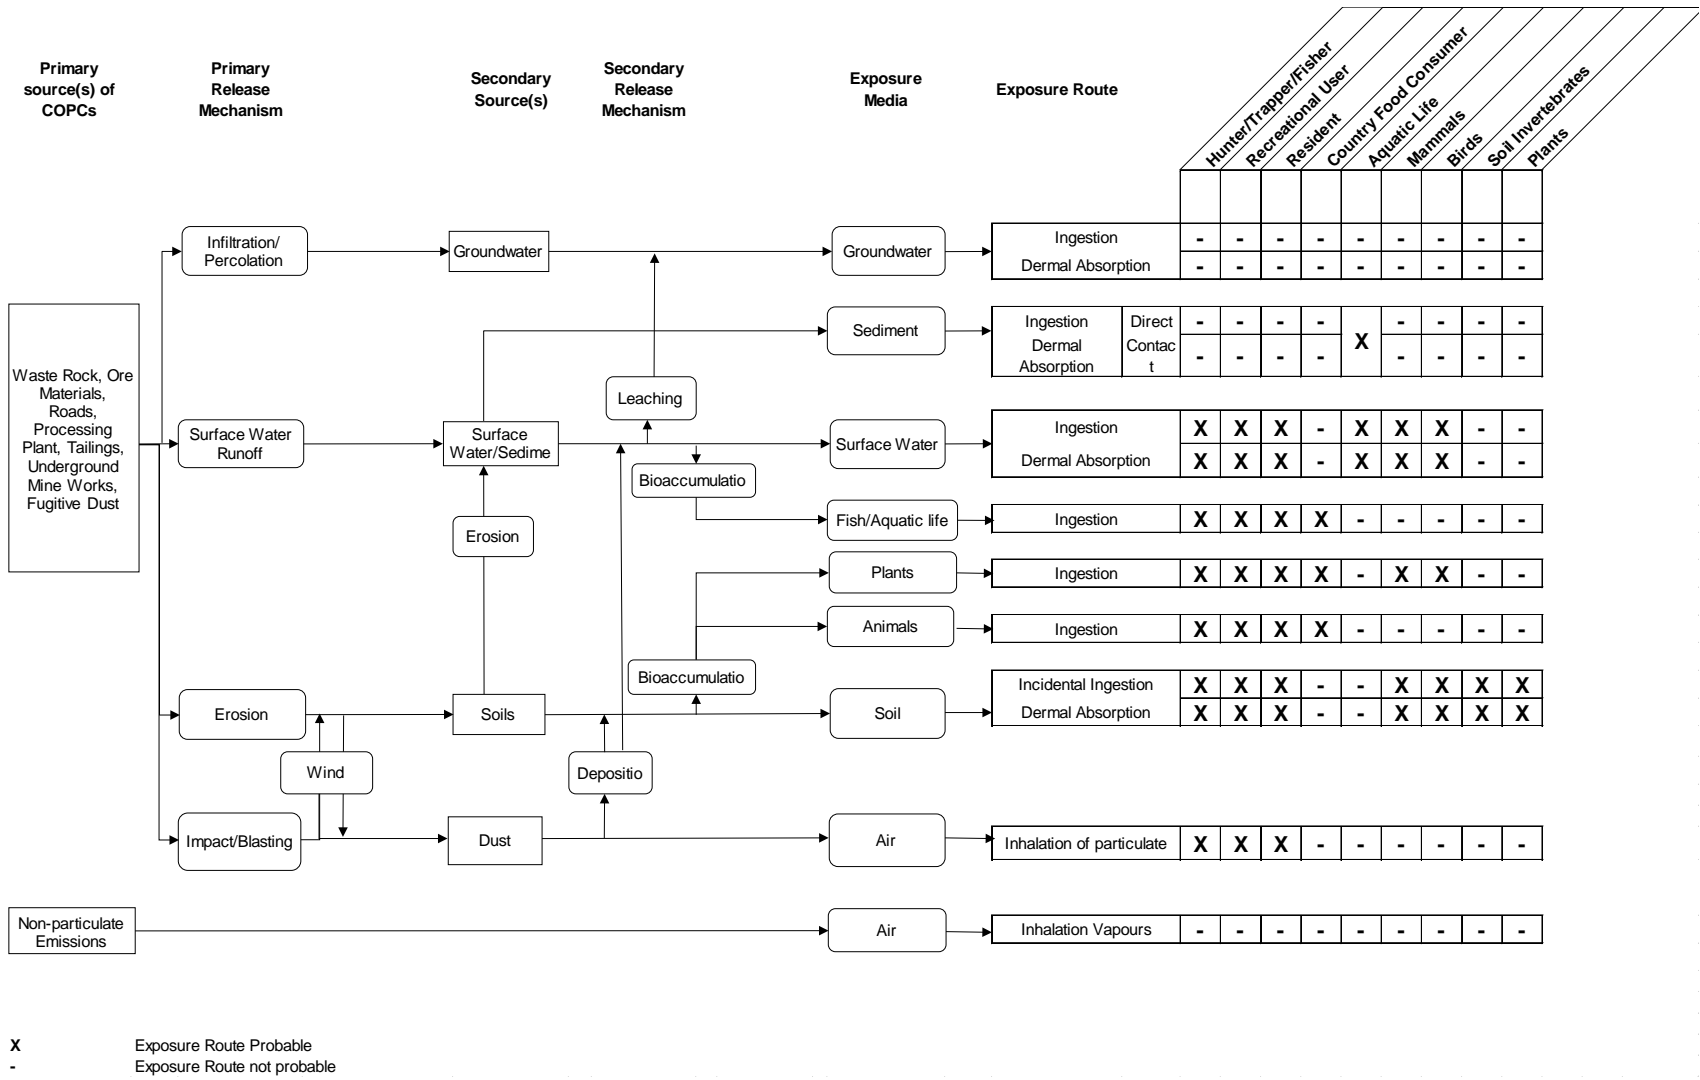 Primary
source(s) of
COPCs
Primary
Release
Mechanism
Secondary
Source(s)
Secondary
Release
Mechanism
Exposure
Media
Exposure Route
Hunter/Trapper/Fisher
Recreational User
Resident
Country Food Consumer
Aquatic Life
Mammals
Birds
Soil Invertebrates
Plants
Infiltration/
Percolation
Groundwater
Groundwater
Ingestion - - - - - - - - -
Dermal Absorption - - - - - - - - -
Sediment
Ingestion
Dermal
Absorption
Direct
Contac
t
- - - - X - - - -
- - - - - - - -
Waste Rock, Ore
Materials,
Roads,
Processing
Plant, Tailings,
Underground
Mine Works,
Fugitive Dust
Leaching
Surface Water
Runoff
Surface
Water/Sedime
Surface Water
Ingestion X X X - X X X - -
Dermal Absorption X X X - X X X - -
Bioaccumulatio
Fish/Aquatic life
Ingestion X X X X - - - - -
Erosion
Plants
Ingestion X X X X - X X - -
Animals
Ingestion X X X X - - - - -
Bioaccumulatio
Erosion
Soils
Soil
Incidental Ingestion X X X - - X X X X
Dermal Absorption X X X - - X X X X
Wind
Depositio
Impact/Blasting
Dust
Air
Inhalation of particulate X X X - - - - - -
Non-particulate
Emissions
Air
Inhalation Vapours - - - - - - - - -
X Exposure Route Probable
- Exposure Route not probable